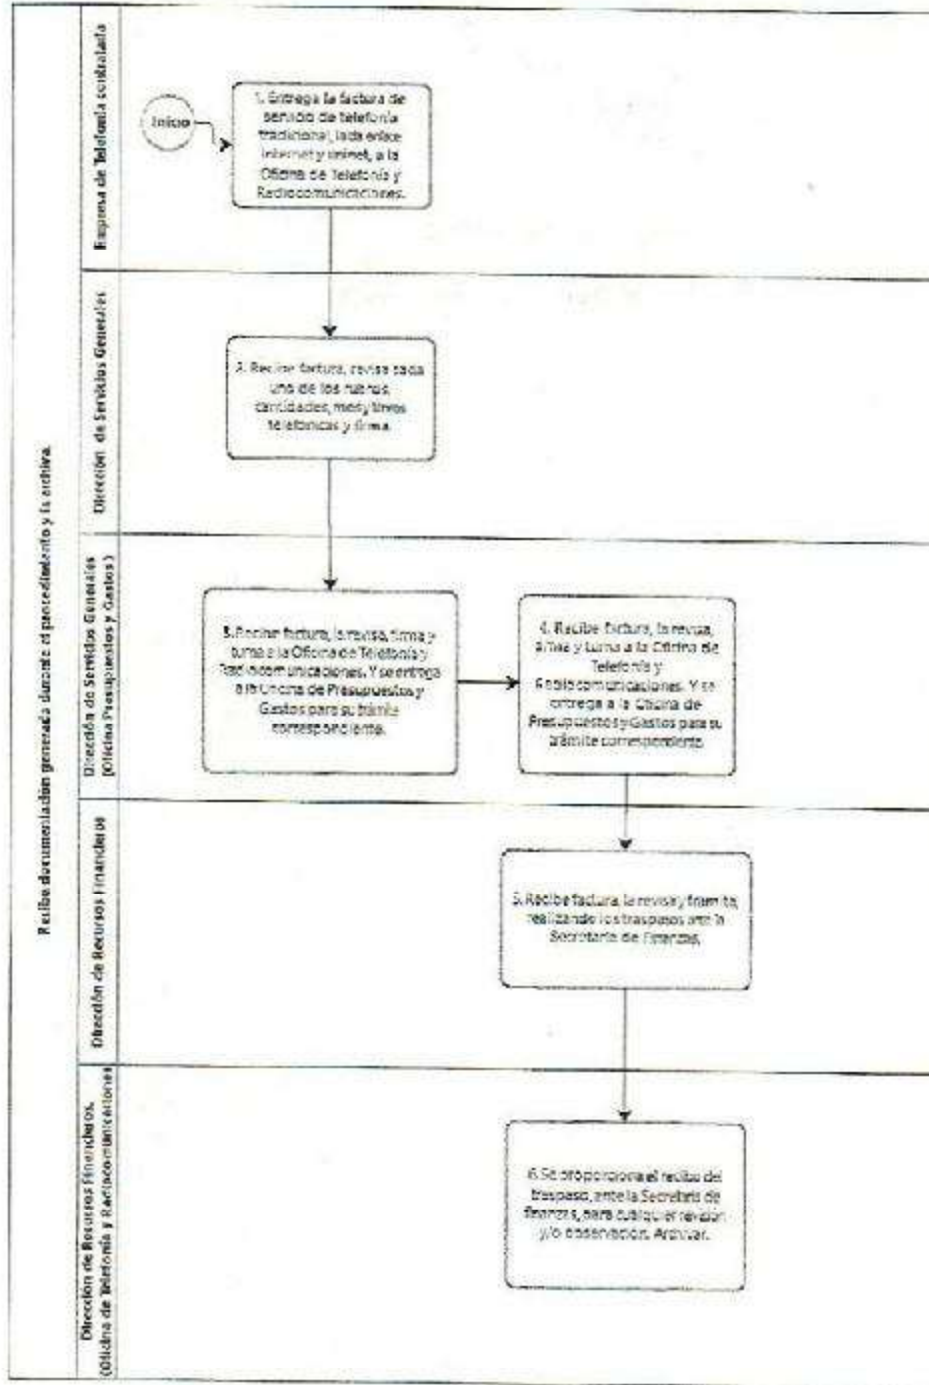 Recibe documentación generada durante el procedimiento y la archiva.
Empresa de Telefonía contratada
Inicio
1. Entrega la factura de
servicio de telefonía
tradicional, lada enlace
Internet y uninet, a la
Oficina de Telefonía y
Radiocomunicaciones.
Dirección de Servicios Generales
2. Recibe factura, revisa cada
uno de los rubros,
cantidades, mes y
telefónicas y firma.
Dirección de Servicios Generales
(Oficina Presupuestos y Gastos)
3. Recibe factura, la revisa, firma y
turna a la Oficina de Telefonía y
Radiocomunicaciones. Y se entrega
a la Oficina de Presupuestos y
Gastos para su trámite
correspondiente.
4. Recibe factura, la revisa,
firma y turna a la Oficina de
Telefonía y
Radiocomunicaciones. Y se
entrega a la Oficina de
Presupuestos y Gastos para su
trámite correspondiente.
Dirección de Recursos Financieros
5. Recibe factura, la revisa y tramita,
realizando los traspasos ante la
Secretaría de Finanzas.
Dirección de Recursos Financieros.
(Oficina de Telefonía y Radiocomunicaciones
6. Se proporciona el recibo del
traspaso, ante la Secretaría de
finanzas, para cualquier revisión
y/o observación. Archivar.